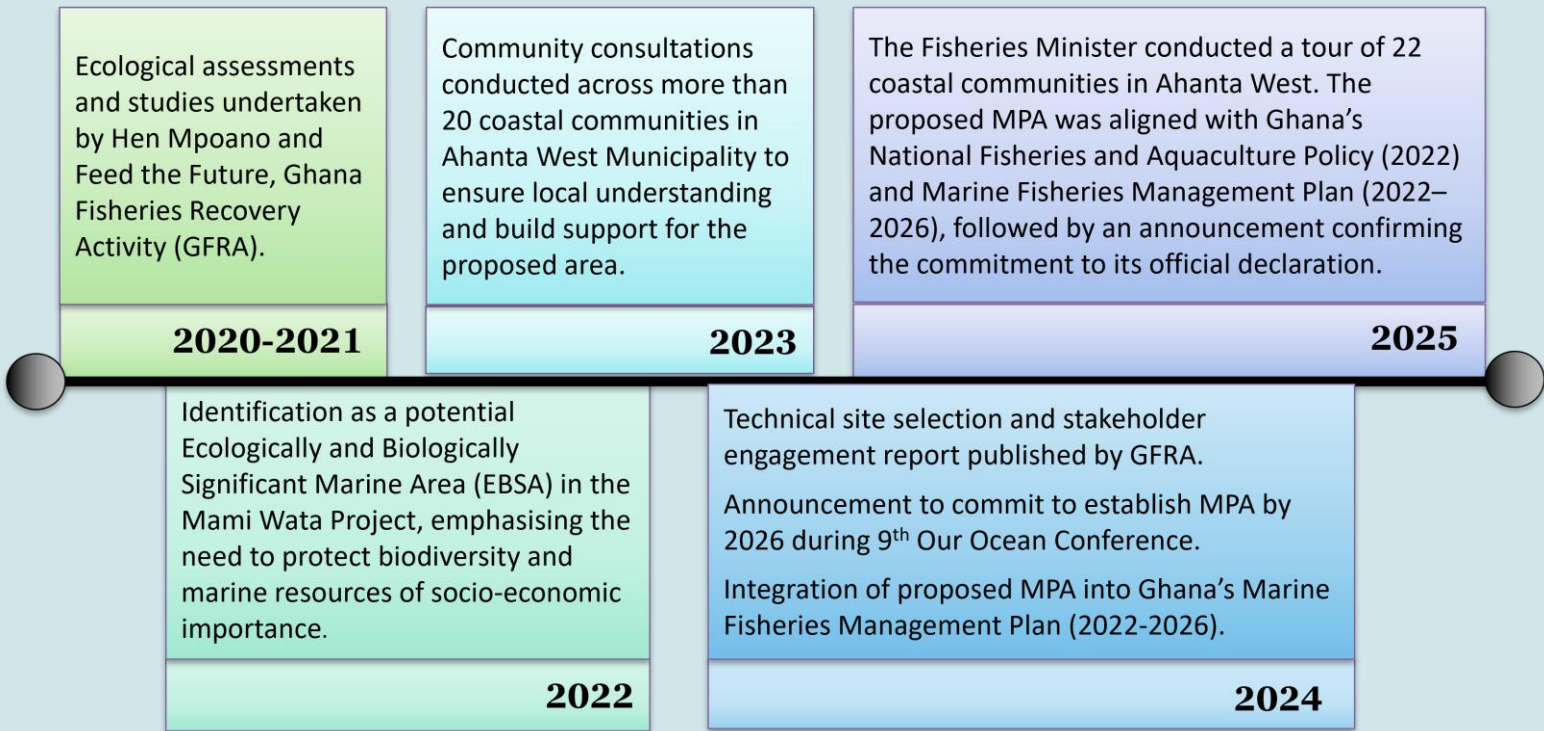 Ecological assessments
and studies undertaken
by Hen Mpoano and
Feed the Future, Ghana
Fisheries Recovery
Activity (GFRA).
2020-2021
Identification as a potential
Ecologically and Biologically
Significant Marine Area (EBSA) in the
Mami Wata Project, emphasising the
need to protect biodiversity and
marine resources of socio-economic
importance.
2022
Community consultations
conducted across more than
20 coastal communities in
Ahanta West Municipality to
ensure local understanding
and build support for the
proposed area.
2023
Technical site selection and stakeholder
engagement report published by GFRA.
Announcement to commit to establish MPA by
2026 during 9th Our Ocean Conference.
Integration of proposed MPA into Ghana’s Marine
Fisheries Management Plan (2022-2026).
2024
The Fisheries Minister conducted a tour of 22
coastal communities in Ahanta West. The
proposed MPA was aligned with Ghana’s
National Fisheries and Aquaculture Policy (2022)
and Marine Fisheries Management Plan (2022–
2026), followed by an announcement confirming
the commitment to its official declaration.
2025